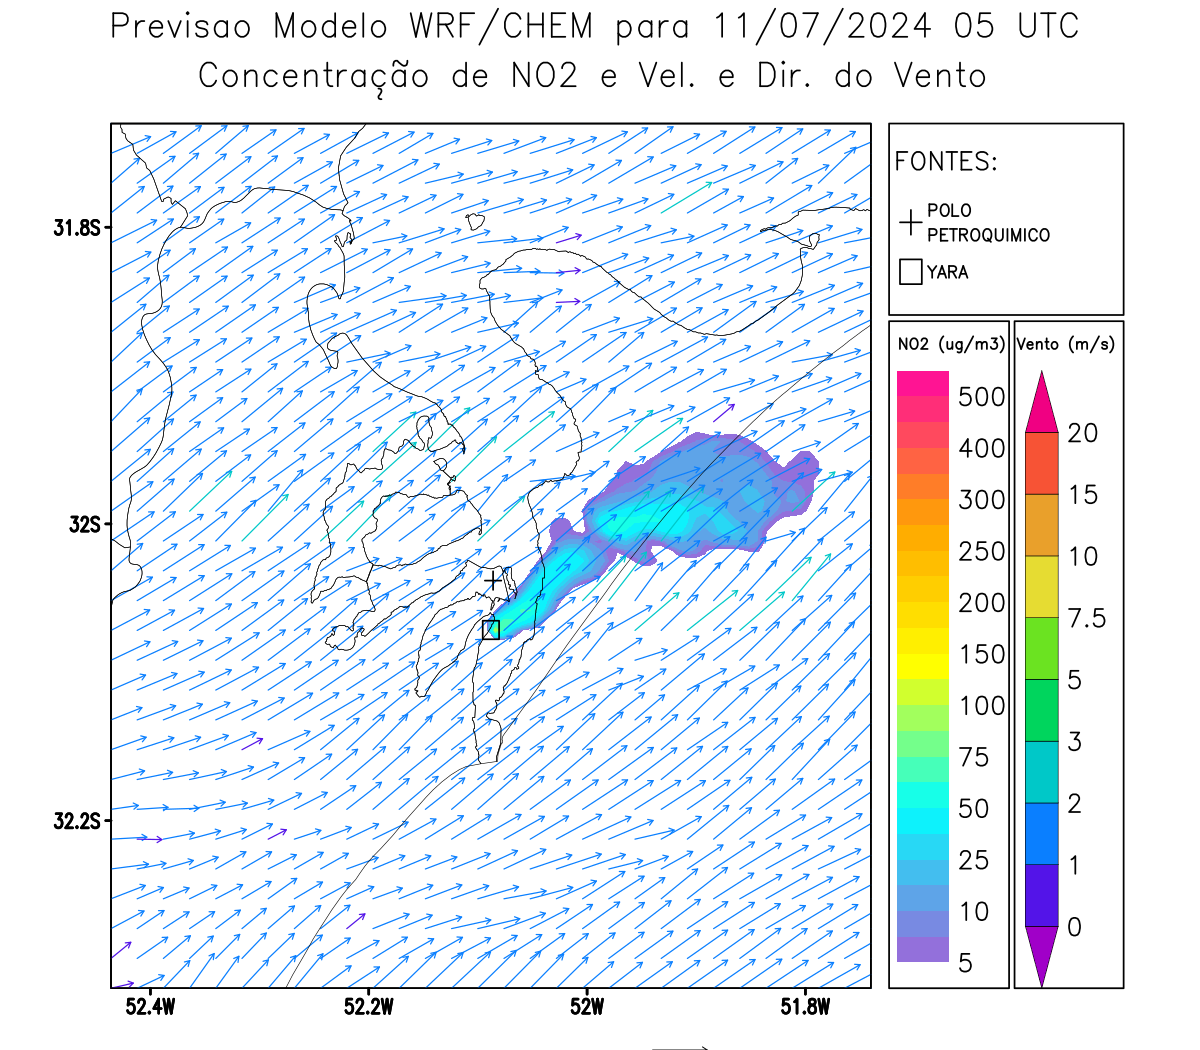 Previsao Modelo WRF/CHEM para 11/07/2024 05 UTC
Concentração de NO2 e Vel. e Dir. do Vento
FONTES:
POLO
PETROQUIMICO
YARA
31.8S
32S
32.2S
52.4W
52.2W
52W
51.8W
NO2 (ug/m3)
500
400
300
250
200
150
100
75
50
25
10
5
Vento (m/s)
20
15
10
7.5
5
3
2
1
0